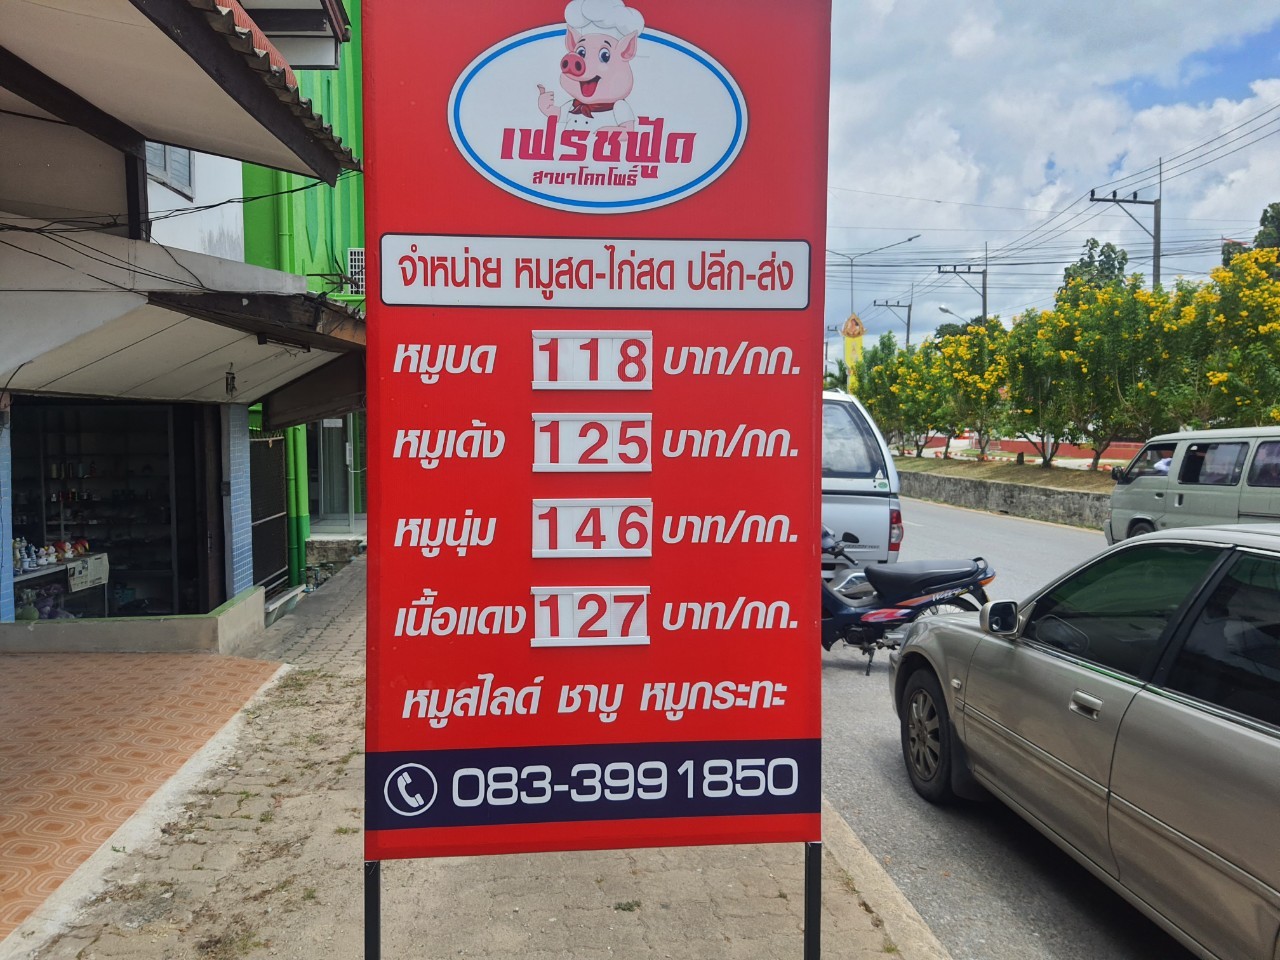 เฟรชฟู้ด
สาขาโคกโพธิ์
จำหน่าย หมูสด-ไก่สด ปลีก-ส่ง
หมูบด 118 บาท/กก.
หมูเด้ง 125 บาท/กก.
หมูนุ่ม 146 บาท/กก.
เนื้อแดง 127 บาท/กก.
หมูสไลด์ ชาบู หมูกระทะ
083-399 1850